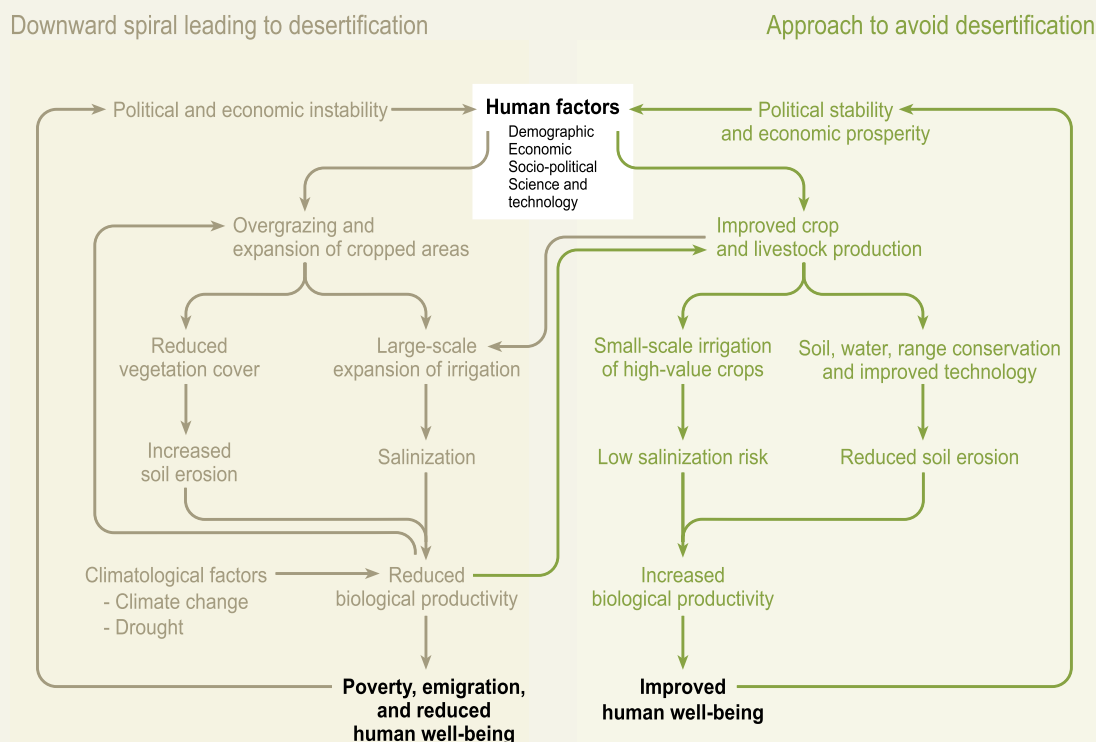 Downward spiral leading to desertification
Approach to avoid desertification
Political and economic instability
Human factors
Demographic
Economic
Socio-political
Science and
technology
Political stability
and economic prosperity
Overgrazing and
expansion of cropped areas
Improved crop
and livestock production
Reduced
vegetation cover
Large-scale
expansion of irrigation
Small-scale irrigation
of high-value crops
Soil, water, range conservation
and improved technology
Increased
soil erosion
Salinization
Low salinization risk
Reduced soil erosion
Climatological factors
- Climate change
- Drought
Reduced
biological productivity
Increased
biological productivity
Poverty, emigration,
and reduced
human well-being
Improved
human well-being